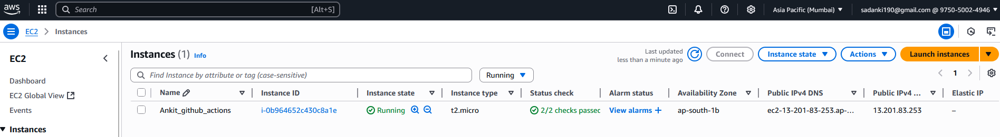 aws
Search [Alt+S]
Asia Pacific (Mumbai) sadanki190@gmail.com @ 9750-5002-4946
EC2 Instances
EC2
Dashboard
EC2 Global View
Events
Instances
Instances (1) Info
Last updated
less than a minute ago
Connect Instance state Actions Launch instances
Find Instance by attribute or tag (case-sensitive) Running
1
Name Instance ID Instance state Instance type Status check Alarm status Availability Zone Public IPv4 DNS Public IPv4 ... Elastic IP
Ankit_github_actions i-0b964652c430c8a1e Running t2.micro 2/2 checks passed View alarms + ap-south-1b ec2-13-201-83-253.ap-... 13.201.83.253 –